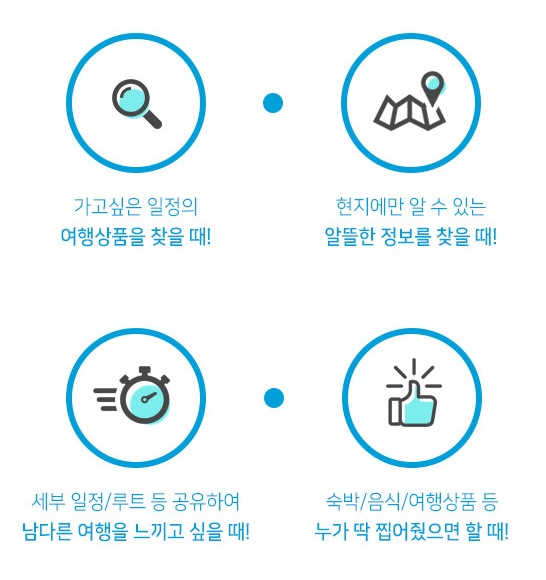 가고싶은 일정의
여행상품을 찾을 때!
현지에만 알 수 있는
알뜰한 정보를 찾을 때!
세부 일정/루트 등 공유하여
남다른 여행을 느끼고 싶을 때!
숙박/음식/여행상품 등
누가 딱 찝어줬으면 할 때!